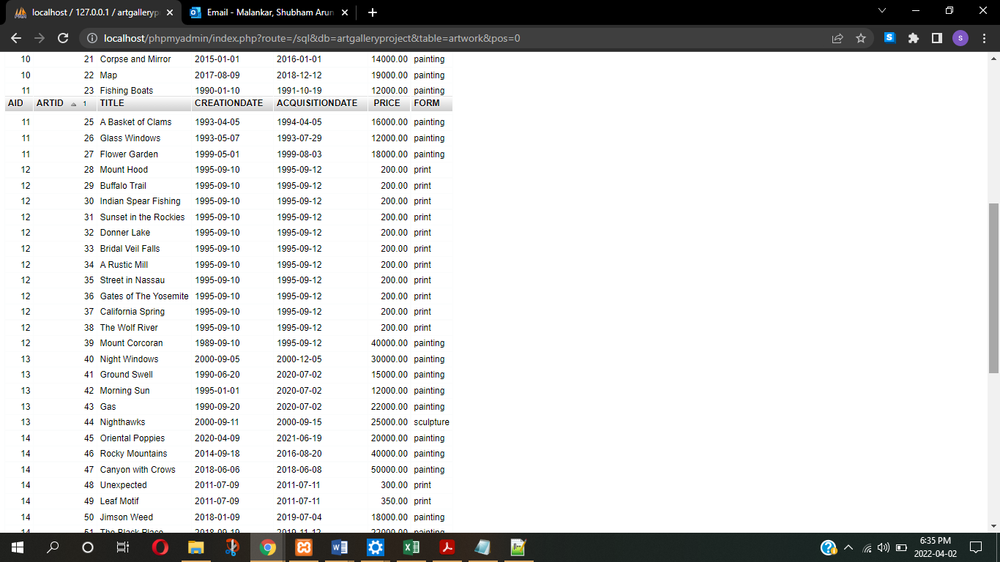 localhost / 127.0.0.1 / artgalleryp
Email - Malankar, Shubham Arun
localhost/phpmyadmin/index.php?route=/sql&db=artgalleryproject&table=artwork&pos=0
S
s
10 21 Corpse and Mirror 2015-01-01 2016-01-01 14000.00 painting
10 22 Map 2017-08-09 2018-12-12 19000.00 painting
11 23 Fishing Boats 1990-01-10 1991-10-19 12000.00 painting
AID ARTID 1 TITLE CREATIONDATE ACQUISITIONDATE PRICE FORM
11 25 A Basket of Clams 1993-04-05 1994-04-05 16000.00 painting
11 26 Glass Windows 1993-05-07 1993-07-29 12000.00 painting
11 27 Flower Garden 1999-05-01 1999-08-03 18000.00 painting
12 28 Mount Hood 1995-09-10 1995-09-12 200.00 print
12 29 Buffalo Trail 1995-09-10 1995-09-12 200.00 print
12 30 Indian Spear Fishing 1995-09-10 1995-09-12 200.00 print
12 31 Sunset in the Rockies 1995-09-10 1995-09-12 200.00 print
12 32 Donner Lake 1995-09-10 1995-09-12 200.00 print
12 33 Bridal Veil Falls 1995-09-10 1995-09-12 200.00 print
12 34 A Rustic Mill 1995-09-10 1995-09-12 200.00 print
12 35 Street in Nassau 1995-09-10 1995-09-12 200.00 print
12 36 Gates of The Yosemite 1995-09-10 1995-09-12 200.00 print
12 37 California Spring 1995-09-10 1995-09-12 200.00 print
12 38 The Wolf River 1995-09-10 1995-09-12 200.00 print
12 39 Mount Corcoran 1989-09-10 1995-09-12 40000.00 painting
13 40 Night Windows 2000-09-05 2000-12-05 30000.00 painting
13 41 Ground Swell 1990-06-20 2020-07-02 15000.00 painting
13 42 Morning Sun 1995-01-01 2020-07-02 12000.00 painting
13 43 Gas 1990-09-20 2020-07-02 22000.00 painting
13 44 Nighthawks 2000-09-11 2000-09-15 25000.00 sculpture
14 45 Oriental Poppies 2020-04-09 2021-06-19 20000.00 painting
14 46 Rocky Mountains 2014-09-18 2016-08-20 40000.00 painting
14 47 Canyon with Crows 2018-06-06 2018-06-08 50000.00 painting
14 48 Unexpected 2011-07-09 2011-07-11 300.00 print
14 49 Leaf Motif 2011-07-09 2011-07-11 350.00 print
14 50 Jimson Weed 2018-01-09 2019-07-04 18000.00 painting
14 51 The Black Place 2018-09-19 2019-11-12 22000.00 painting
6:35 PM
2022-04-02